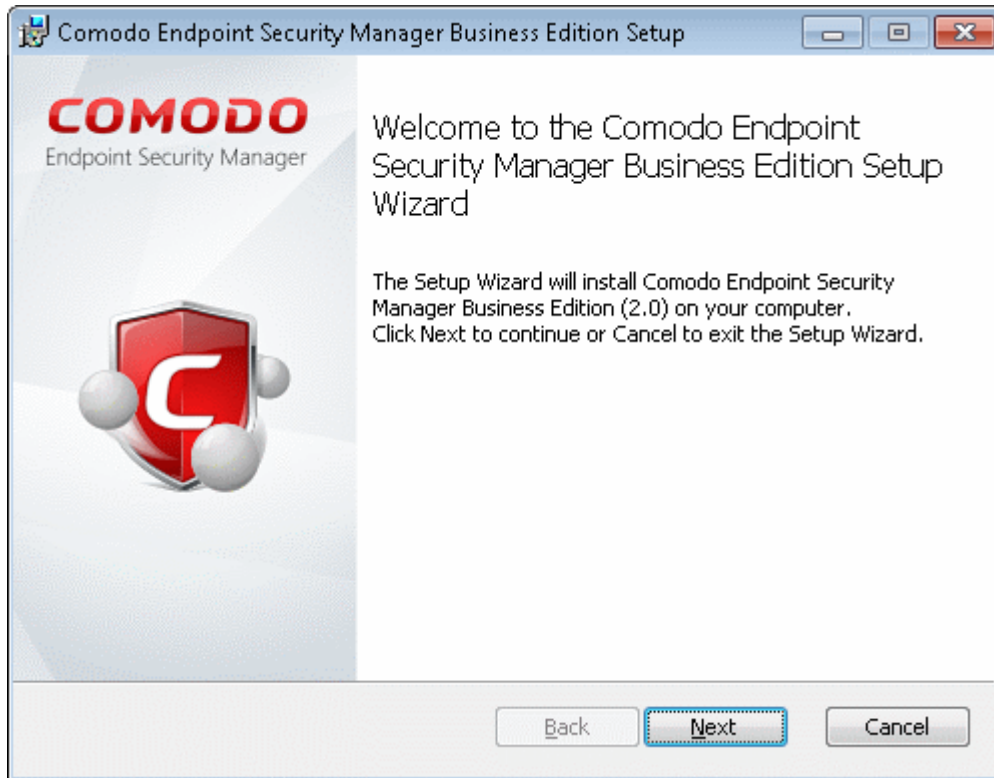 Comodo Endpoint Security Manager Business Edition Setup
COMODO
Endpoint Security Manager
C
Welcome to the Comodo Endpoint
Security Manager Business Edition Setup
Wizard
The Setup Wizard will install Comodo Endpoint Security
Manager Business Edition (2.0) on your computer.
Click Next to continue or Cancel to exit the Setup Wizard.
Back
Next
Cancel